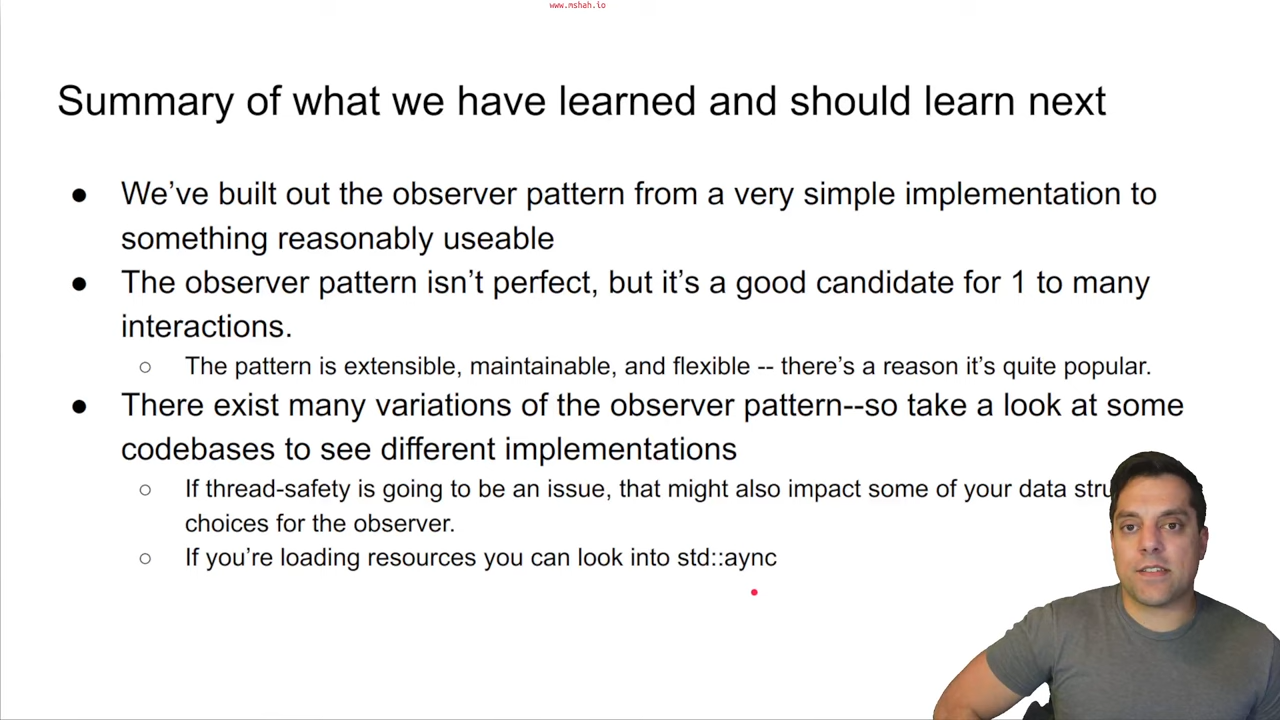 www.mshah.io
Summary of what we have learned and should learn next
● We’ve built out the observer pattern from a very simple implementation to
something reasonably useable
● The observer pattern isn’t perfect, but it’s a good candidate for 1 to many
interactions.
○ The pattern is extensible, maintainable, and flexible -- there’s a reason it’s quite popular.
● There exist many variations of the observer pattern--so take a look at some
codebases to see different implementations
○ If thread-safety is going to be an issue, that might also impact some of your data
choices for the observer.
○ If you’re loading resources you can look into std::aync